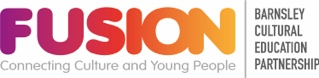 FUSION
Connecting Culture and Young People
BARNSLEY
CULTURAL
EDUCATION
PARTNERSHIP